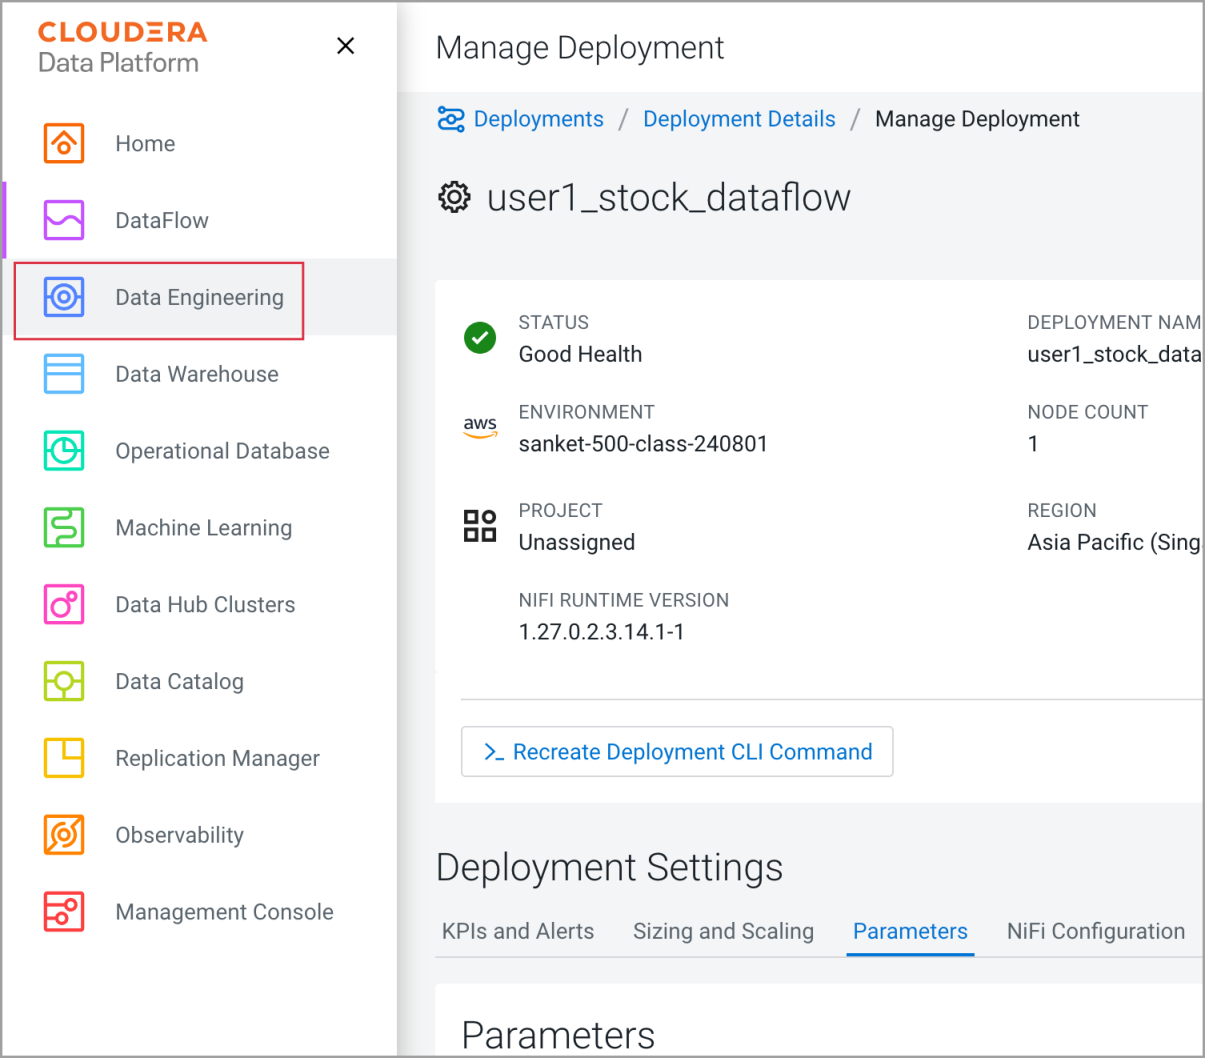 CLOUDERA
Data Platform
Home
DataFlow
Data Engineering
Data Warehouse
Operational Database
Machine Learning
Data Hub Clusters
Data Catalog
Replication Manager
Observability
Management Console
Manage Deployment
Deployments / Deployment Details / Manage Deployment
user1_stock_dataflow
STATUS
Good Health
DEPLOYMENT NAM
user1_stock_data
aws
ENVIRONMENT
sanket-500-class-240801
NODE COUNT
1
PROJECT
Unassigned
REGION
Asia Pacific (Sing
NIFI RUNTIME VERSION
1.27.0.2.3.14.1-1
>_ Recreate Deployment CLI Command
Deployment Settings
KPIs and Alerts Sizing and Scaling Parameters NiFi Configuration
Parameters